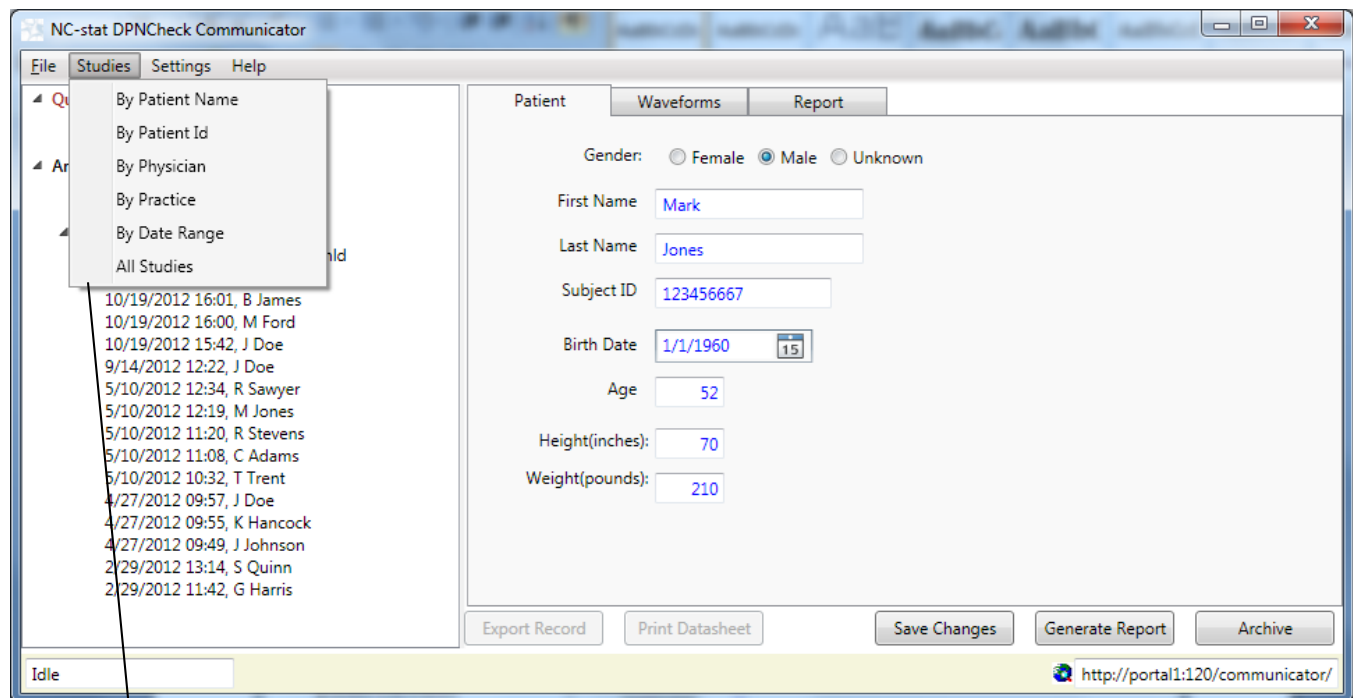 NC-stat DPNCheck Communicator
File Studies Settings Help
By Patient Name
By Patient Id
By Physician
By Practice
By Date Range
All Studies
Qu
Ar
nld
10/19/2012 16:01, B James
10/19/2012 16:00, M Ford
10/19/2012 15:42, J Doe
9/14/2012 12:22, J Doe
5/10/2012 12:34, R Sawyer
5/10/2012 12:19, M Jones
5/10/2012 11:20, R Stevens
5/10/2012 11:08, C Adams
5/10/2012 10:32, T Trent
4/27/2012 09:57, J Doe
4/27/2012 09:55, K Hancock
4/27/2012 09:49, J Johnson
2/29/2012 13:14, S Quinn
2/29/2012 11:42, G Harris
Patient Waveforms Report
Gender: Female Male Unknown
First Name Mark
Last Name Jones
Subject ID 123456667
Birth Date 1/1/1960 15
Age 52
Height(inches): 70
Weight(pounds): 210
Export Record Print Datasheet Save Changes Generate Report Archive
Idle http://portal1:120/communicator/